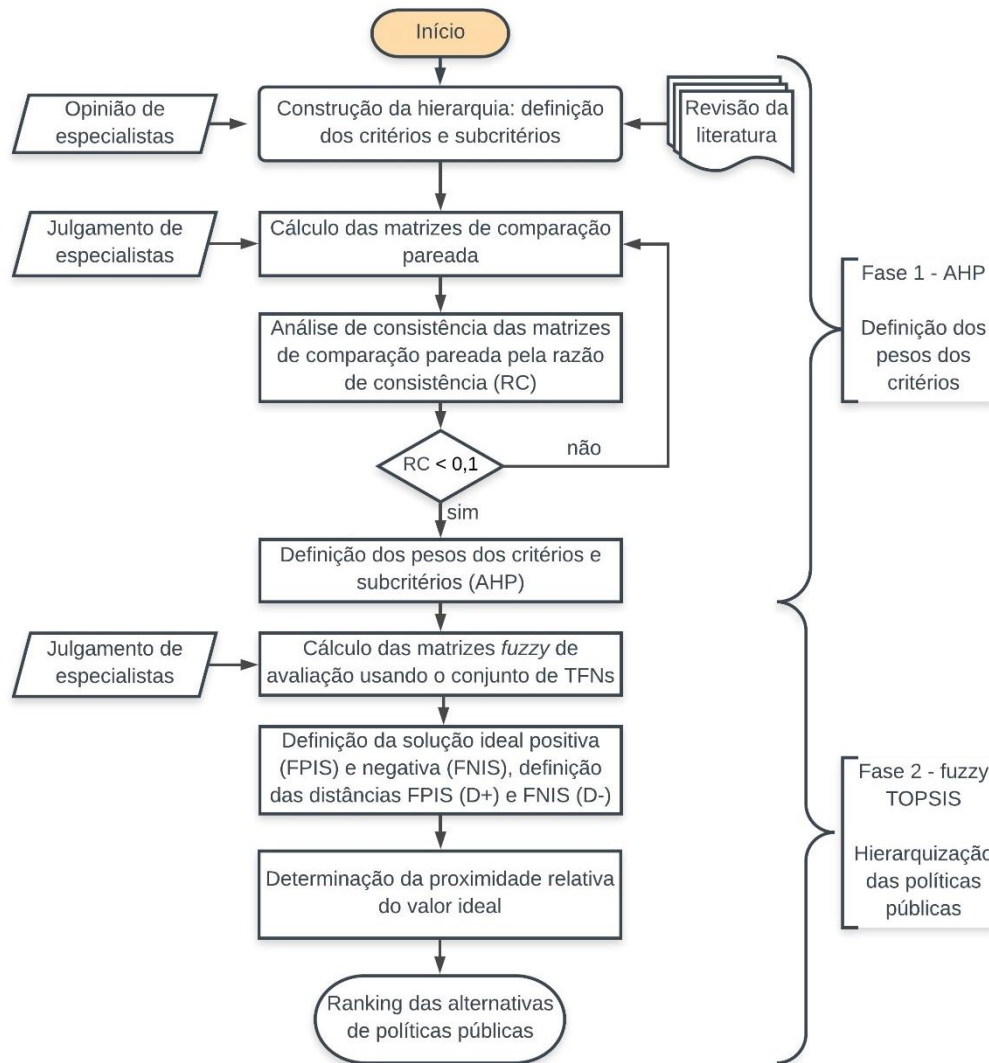 Início
Opinião de
especialistas
Construção da hierarquia: definição
dos critérios e subcritérios
Revisão da
literatura
Julgamento de
especialistas
Cálculo das matrizes de comparação
pareada
Análise de consistência das matrizes
de comparação pareada pela razão
de consistência (RC)
RC < 0,1
não
sim
Definição dos pesos dos critérios e
subcritérios (AHP)
Julgamento de
especialistas
Cálculo das matrizes fuzzy de
avaliação usando o conjunto de TFNs
Definição da solução ideal positiva
(FPIS) e negativa (FNIS), definição
das distâncias FPIS (D+) e FNIS (D-)
Determinação da proximidade relativa
do valor ideal
Ranking das alternativas
de políticas públicas
Fase 1 - AHP
Definição dos
pesos dos
critérios
Fase 2 - fuzzy
TOPSIS
Hierarquização
das políticas
públicas